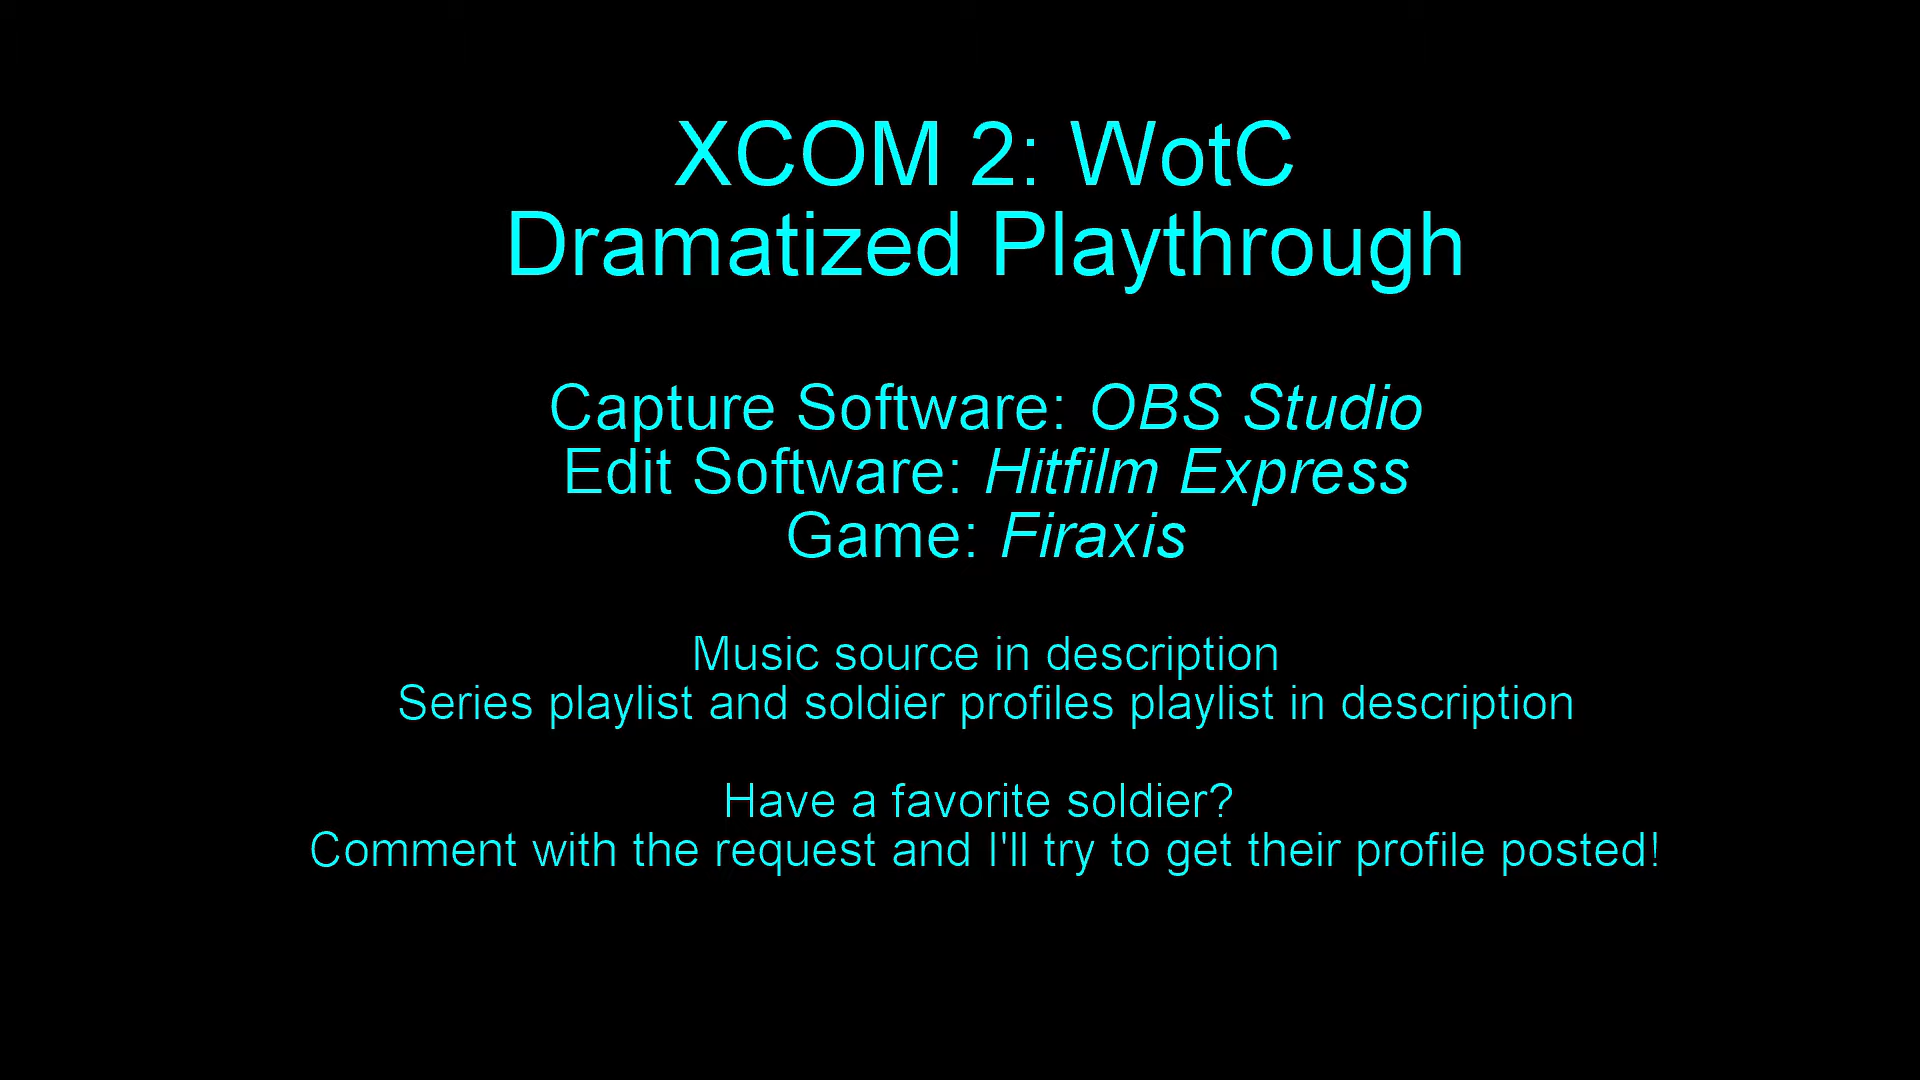 XCOM 2: WotC
Dramatized Playthrough
Capture Software: OBS Studio
Edit Software: Hitfilm Express
Game: Firaxis
Music source in description
Series playlist and soldier profiles playlist in description
Have a favorite soldier?
Comment with the request and I'll try to get their profile posted!